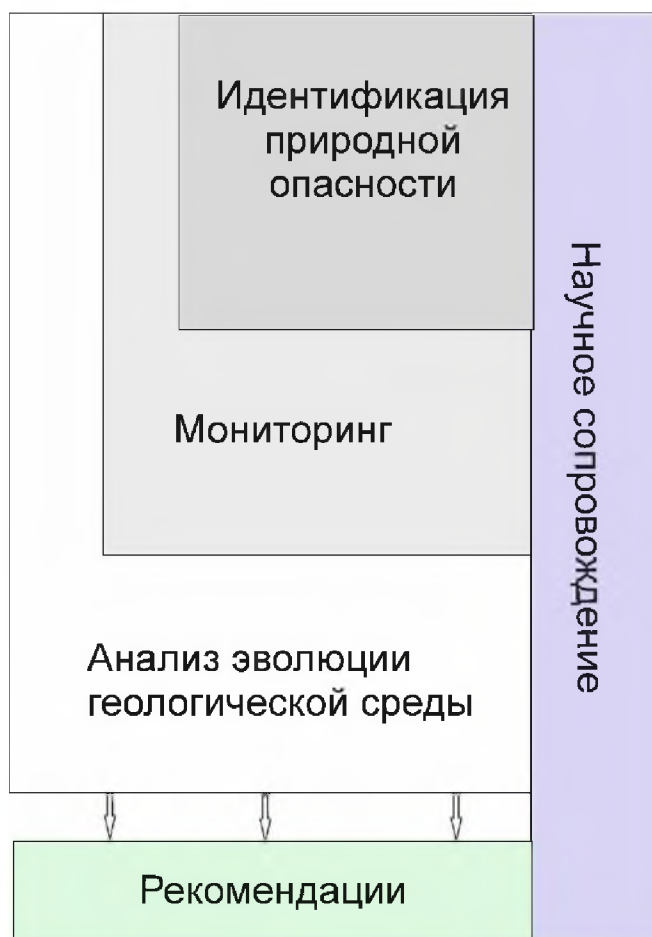 Идентификация
природной
опасности
Научное сопровождение
Мониторинг
Анализ эволюции
геологической среды
Рекомендации